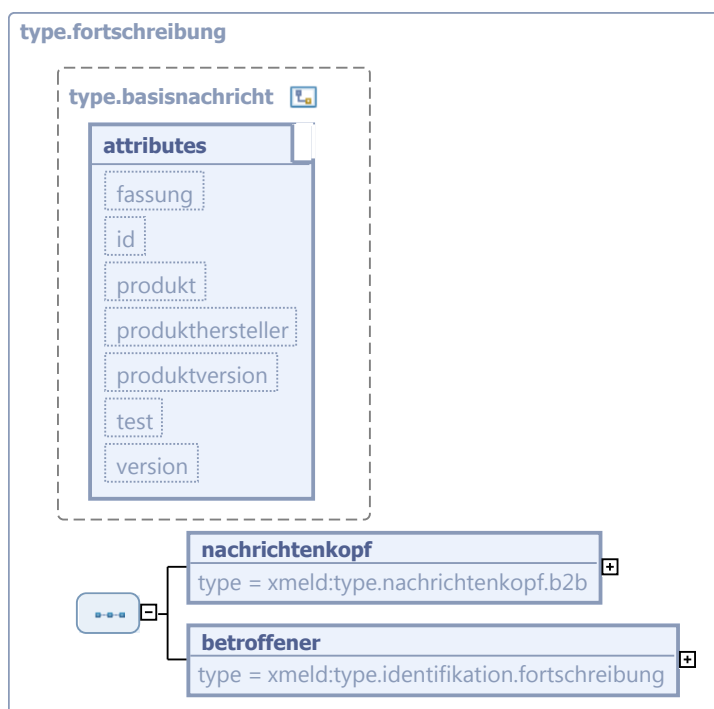 type.fortschreibung
type.basisnachricht
attributes
fassung
id
produkt
produkthersteller
produktversion
test
version
nachrichtenkopf
type = xmeld:type.nachrichtenkopf.b2b
betroffener
type = xmeld:type.identifikation.fortschreibung